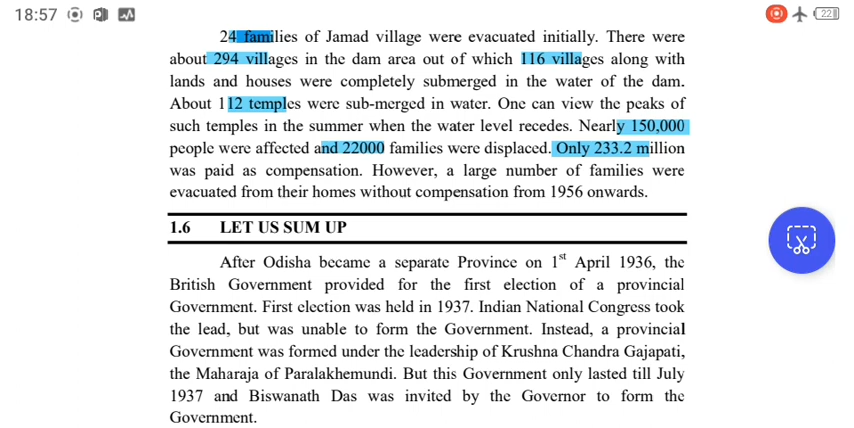 18:57
22
24 families of Jamad village were evacuated initially. There were
about 294 villages in the dam area out of which 116 villages along with
lands and houses were completely submerged in the water of the dam.
About 112 temples were sub-merged in water. One can view the peaks of
such temples in the summer when the water level recedes. Nearly 150,000
people were affected and 22000 families were displaced. Only 233.2 million
was paid as compensation. However, a large number of families were
evacuated from their homes without compensation from 1956 onwards.
1.6 LET US SUM UP
After Odisha became a separate Province on 1st April 1936, the
British Government provided for the first election of a provincial
Government. First election was held in 1937. Indian National Congress took
the lead, but was unable to form the Government. Instead, a provincial
Government was formed under the leadership of Krushna Chandra Gajapati,
the Maharaja of Paralakhemundi. But this Government only lasted till July
1937 and Biswanath Das was invited by the Governor to form the
Government.